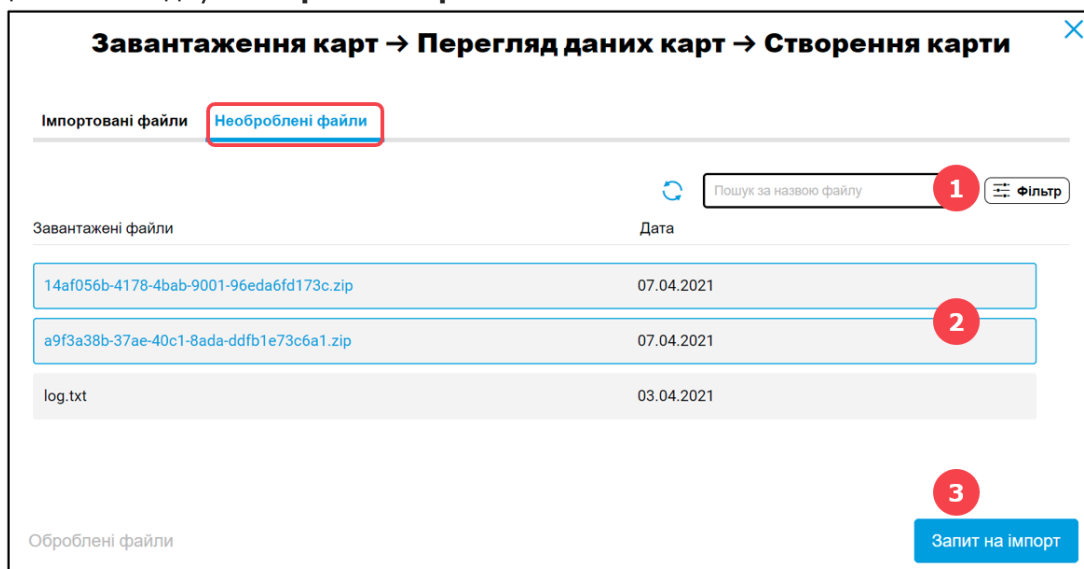 Завантаження карт → Перегляд даних карт → Створення карти
Імпортовані файли Необроблені файли
Пошук за назвою файлу 1 Фільтр
Завантажені файли Дата
14af056b-4178-4bab-9001-96eda6fd173c.zip 07.04.2021
2
a9f3a38b-37ae-40c1-8ada-ddfb1e73c6a1.zip 07.04.2021
log.txt 03.04.2021
3
Оброблені файли Запит на імпорт